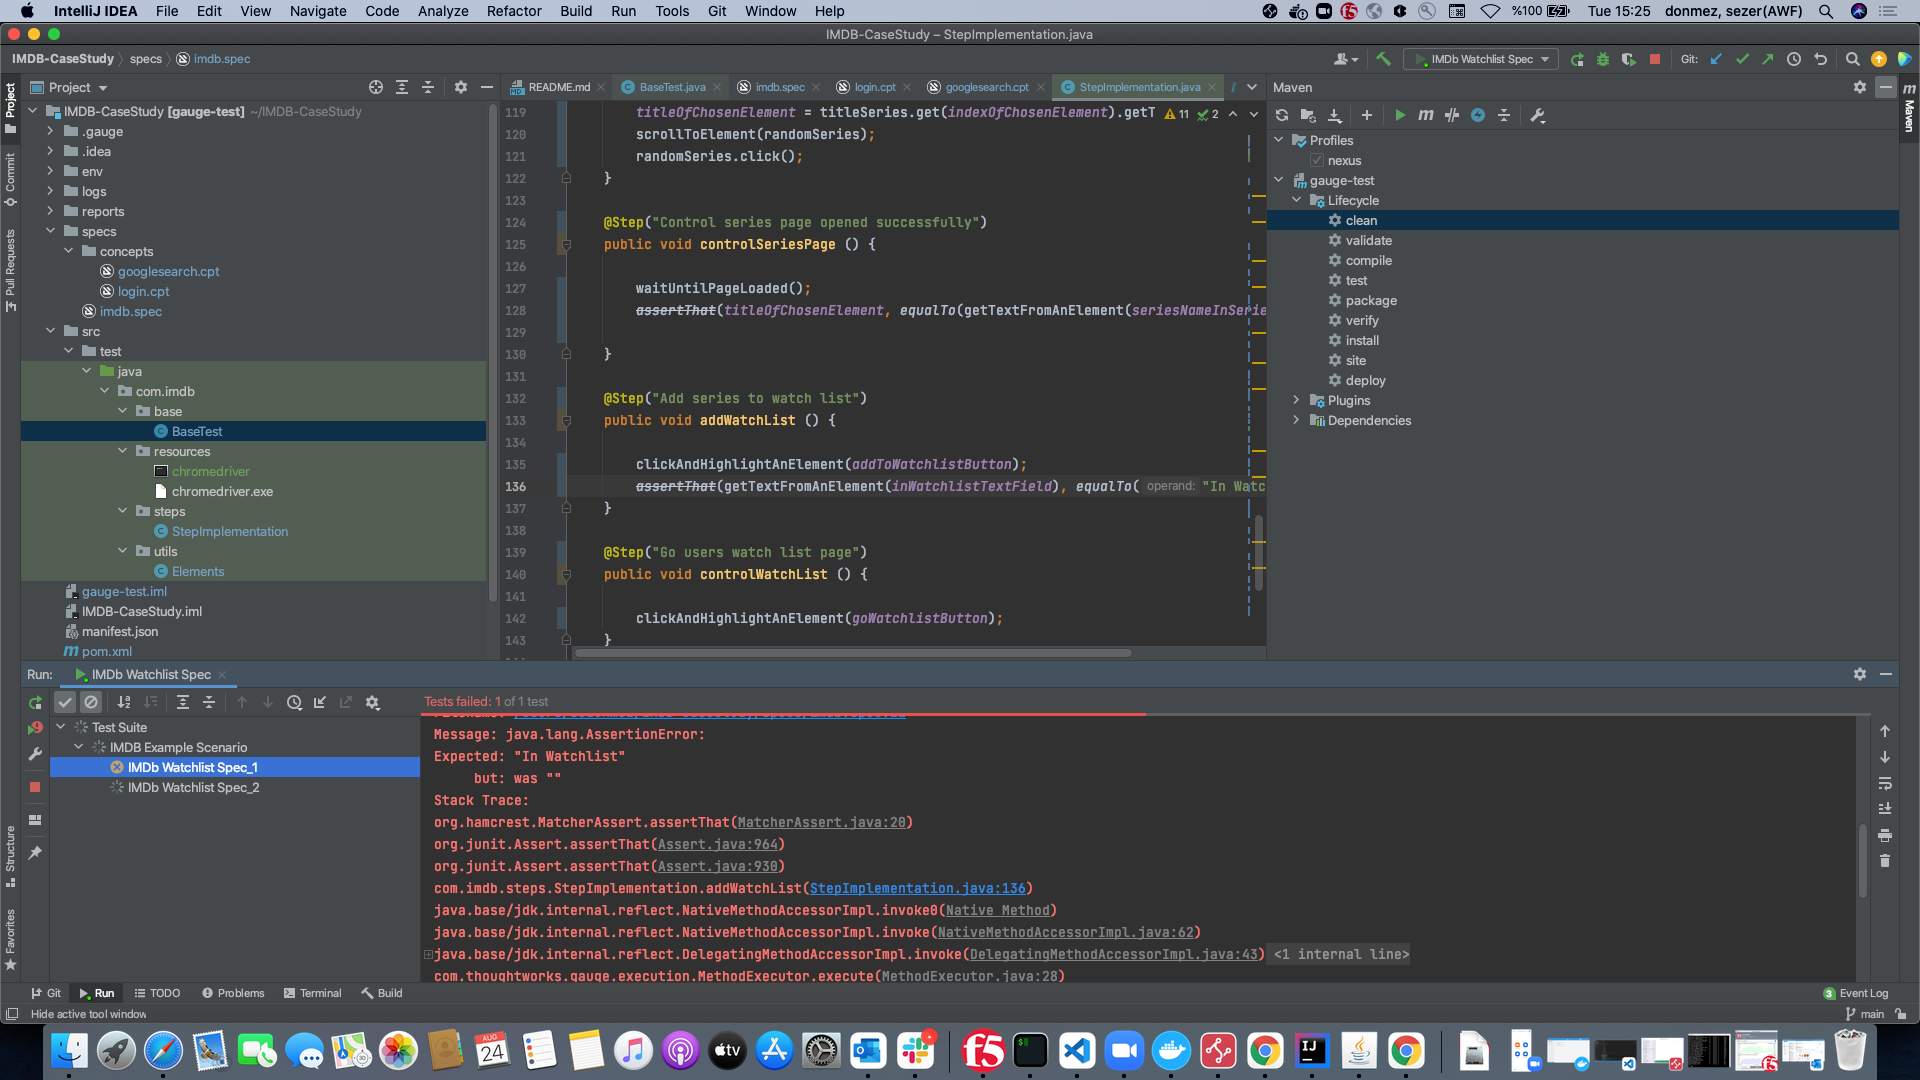 IntelliJ IDEA File Edit View Navigate Code Analyze Refactor Build Run Tools Git Window Help
%100 Tue 15:25 donmez, sezer(AWF)
IMDB-CaseStudy – StepImplementation.java
IMDB-CaseStudy specs imdb.spec
IMDb Watchlist Spec
Git:
Project
README.md
BaseTest.java
imdb.spec
login.cpt
googlesearch.cpt
StepImplementation.java
Maven
Project
Commit
Pull Requests
Structure
Favorites
Maven
IMDB-CaseStudy [gauge-test] ~/IMDB-CaseStudy
.gauge
.idea
env
logs
reports
specs
concepts
googlesearch.cpt
login.cpt
imdb.spec
src
test
java
com.imdb
base
BaseTest
resources
chromedriver
chromedriver.exe
steps
StepImplementation
utils
Elements
gauge-test.iml
IMDB-CaseStudy.iml
manifest.json
pom.xml
119 titleOfChosenElement = titleSeries.get(indexOfChosenElement).getT
11 2
120 scrollToElement(randomSeries);
121 randomSeries.click();
122 }
123
124 @Step("Control series page opened successfully")
125 public void controlSeriesPage () {
126
127 waitUntilPageLoaded();
128 assertThat(titleOfChosenElement, equalTo(getTextFromAnElement(seriesNameInSerie
129
130 }
131
132 @Step("Add series to watch list")
133 public void addWatchList () {
134
135 clickAndHighlightAnElement(addToWatchlistButton);
136 assertThat(getTextFromAnElement(inWatchlistTextField), equalTo( operand: "In Watc
137 }
138
139 @Step("Go users watch list page")
140 public void controlWatchList () {
141
142 clickAndHighlightAnElement(goWatchlistButton);
143 }
Profiles
nexus
gauge-test
Lifecycle
clean
validate
compile
test
package
verify
install
site
deploy
Plugins
Dependencies
Run: IMDb Watchlist Spec
Tests failed: 1 of 1 test
Test Suite
IMDB Example Scenario
IMDb Watchlist Spec_1
IMDb Watchlist Spec_2
Message: java.lang.AssertionError:
Expected: "In Watchlist"
but: was ""
Stack Trace:
org.hamcrest.MatcherAssert.assertThat(MatcherAssert.java:20)
org.junit.Assert.assertThat(Assert.java:964)
org.junit.Assert.assertThat(Assert.java:930)
com.imdb.steps.StepImplementation.addWatchList(StepImplementation.java:136)
java.base/jdk.internal.reflect.NativeMethodAccessorImpl.invoke0(Native Method)
java.base/jdk.internal.reflect.NativeMethodAccessorImpl.invoke(NativeMethodAccessorImpl.java:62)
java.base/jdk.internal.reflect.DelegatingMethodAccessorImpl.invoke(DelegatingMethodAccessorImpl.java:43) <1 internal line>
com.thoughtworks.gauge.execution.MethodExecutor.execute(MethodExecutor.java:28)
Git Run TODO Problems Terminal Build
3 Event Log
Hide active tool window
main
AUG
24
tv
f5
IJ